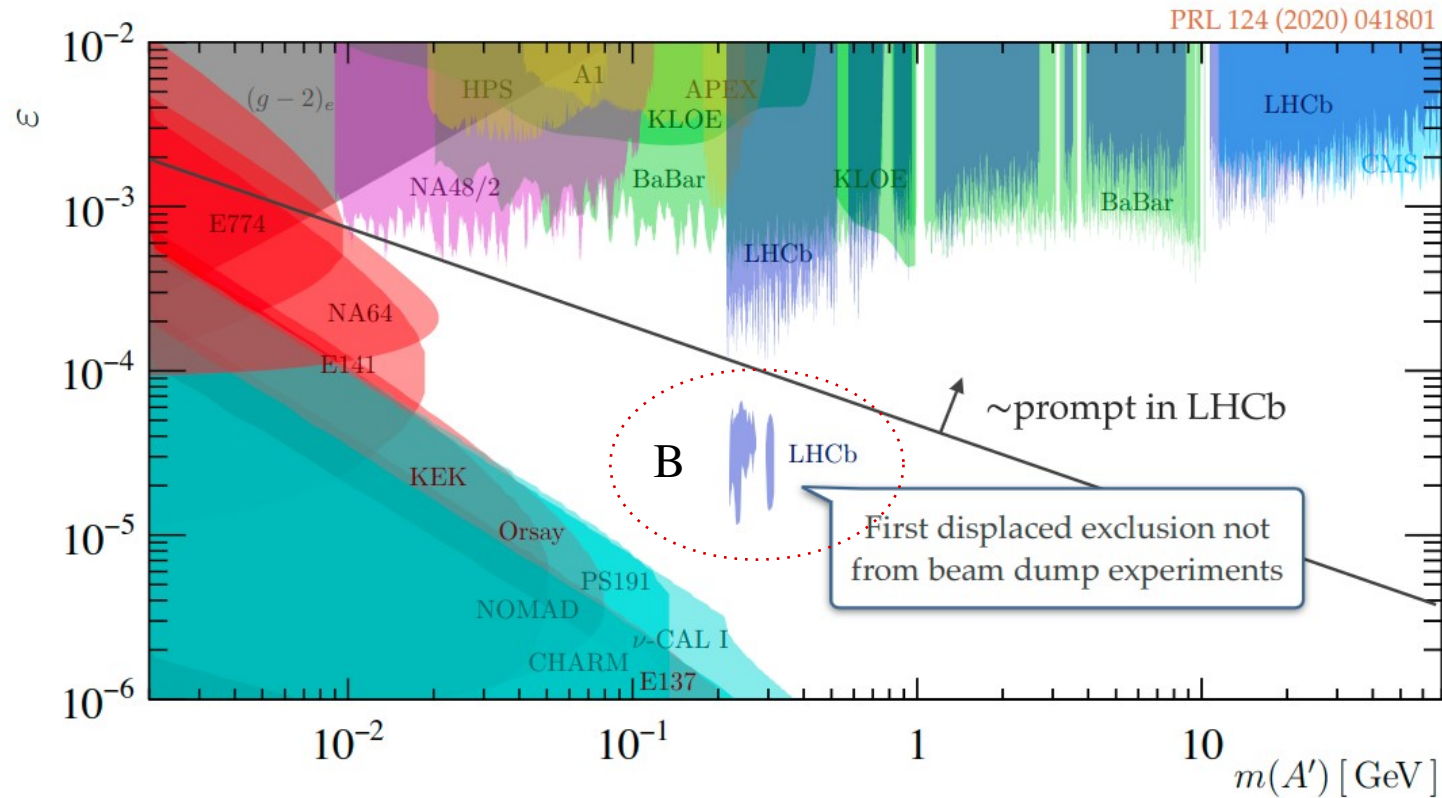 PRL 124 (2020) 041801
10⁻²
ε
10⁻³
10⁻⁴
10⁻⁵
10⁻⁶
(g − 2)ₑ
HPS
A1
APEX
KLOE
LHCb
CMS
NA48/2
BaBar
KLOE
BaBar
E774
LHCb
NA64
E141
~prompt in LHCb
B
LHCb
KEK
First displaced exclusion not
from beam dump experiments
Orsay
PS191
NOMAD
ν-CAL I
CHARM
E137
10⁻²
10⁻¹
1
10
m(A′) [ GeV ]